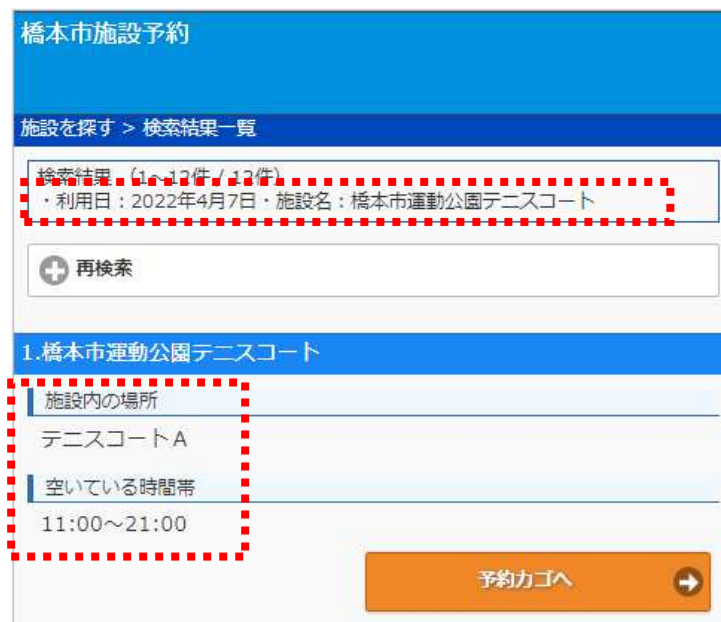 橋本市施設予約
施設を探す > 検索結果一覧
検索結果 (1～12件 / 12件)
・利用日：2022年4月7日・施設名：橋本市運動公園テニスコート
再検索
1.橋本市運動公園テニスコート
施設内の場所
テニスコートA
空いている時間帯
11:00～21:00
予約カゴへ